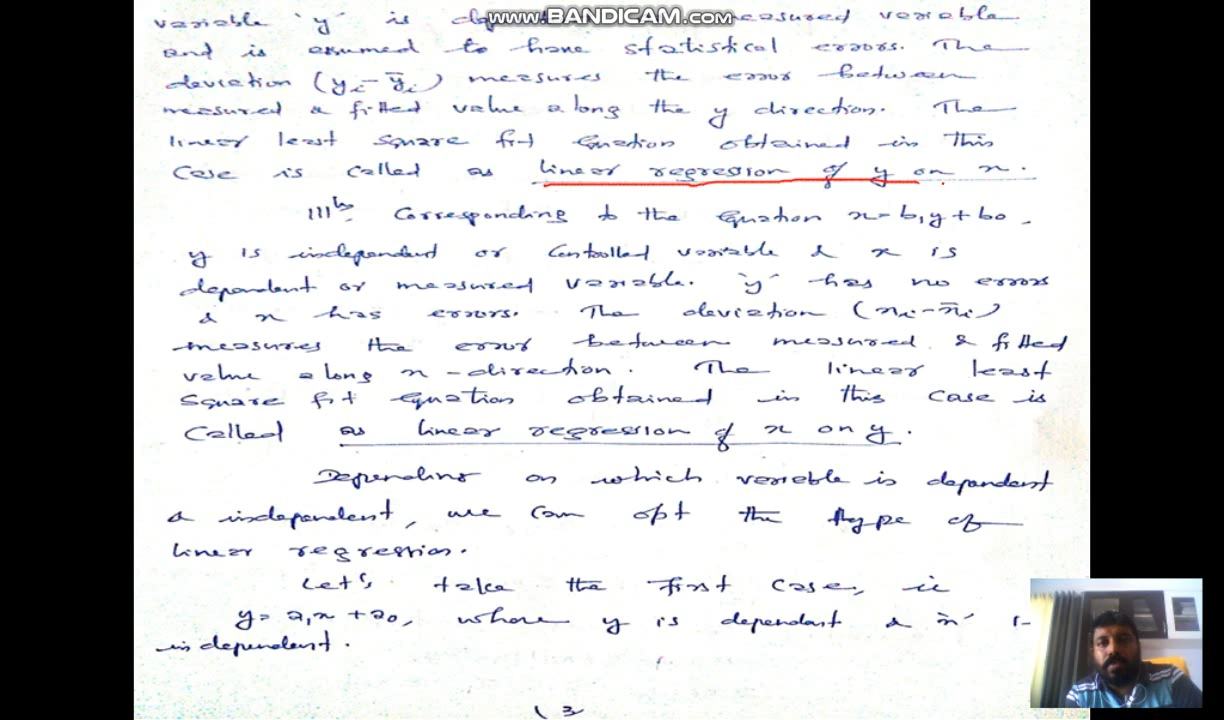 www.BANDICAM.com
variable 'y' is measured variable
and is assumed to have statistical errors. The
deviation (yi - ȳi) measures the error between
measured & fitted value along the y direction. The
linear least square fit Equation obtained in this
Case is called as linear regression of y on x.
|||ly Corresponding to the Equation x = b1y + b0,
y is independent or Controlled variable & x is
dependent or measured variable. 'y' has no errors
& x has errors. The deviation (xi - x̄i)
measures the error between measured & fitted
value along x-direction. The linear least
Square fit Equation obtained in this case is
Called as linear regression of x on y.
Depending on which variable is dependent
& independent, we can opt the type of
linear regression.
Let's take the first case, ie
y = a1x + a0, where y is dependant & 'x' i
independent.
(3